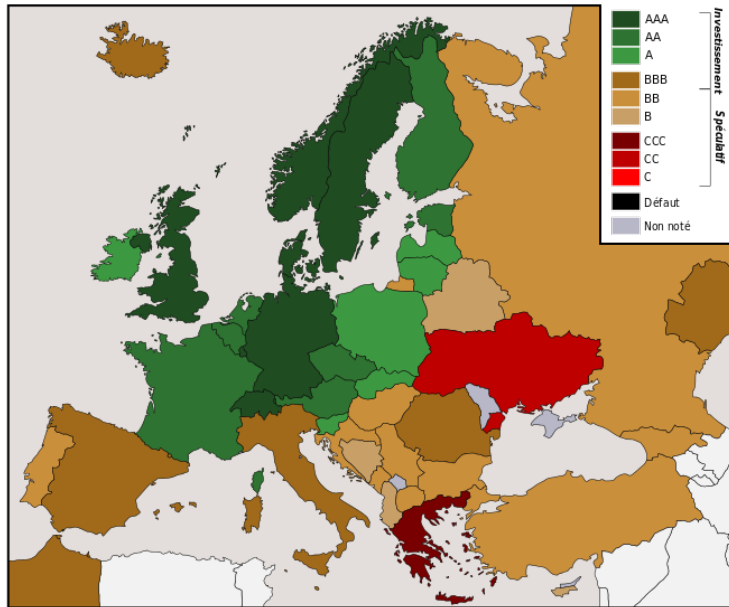 AAA
AA
A
BBB
BB
B
CCC
CC
C
Défaut
Non noté
Investissement
Spéculatif